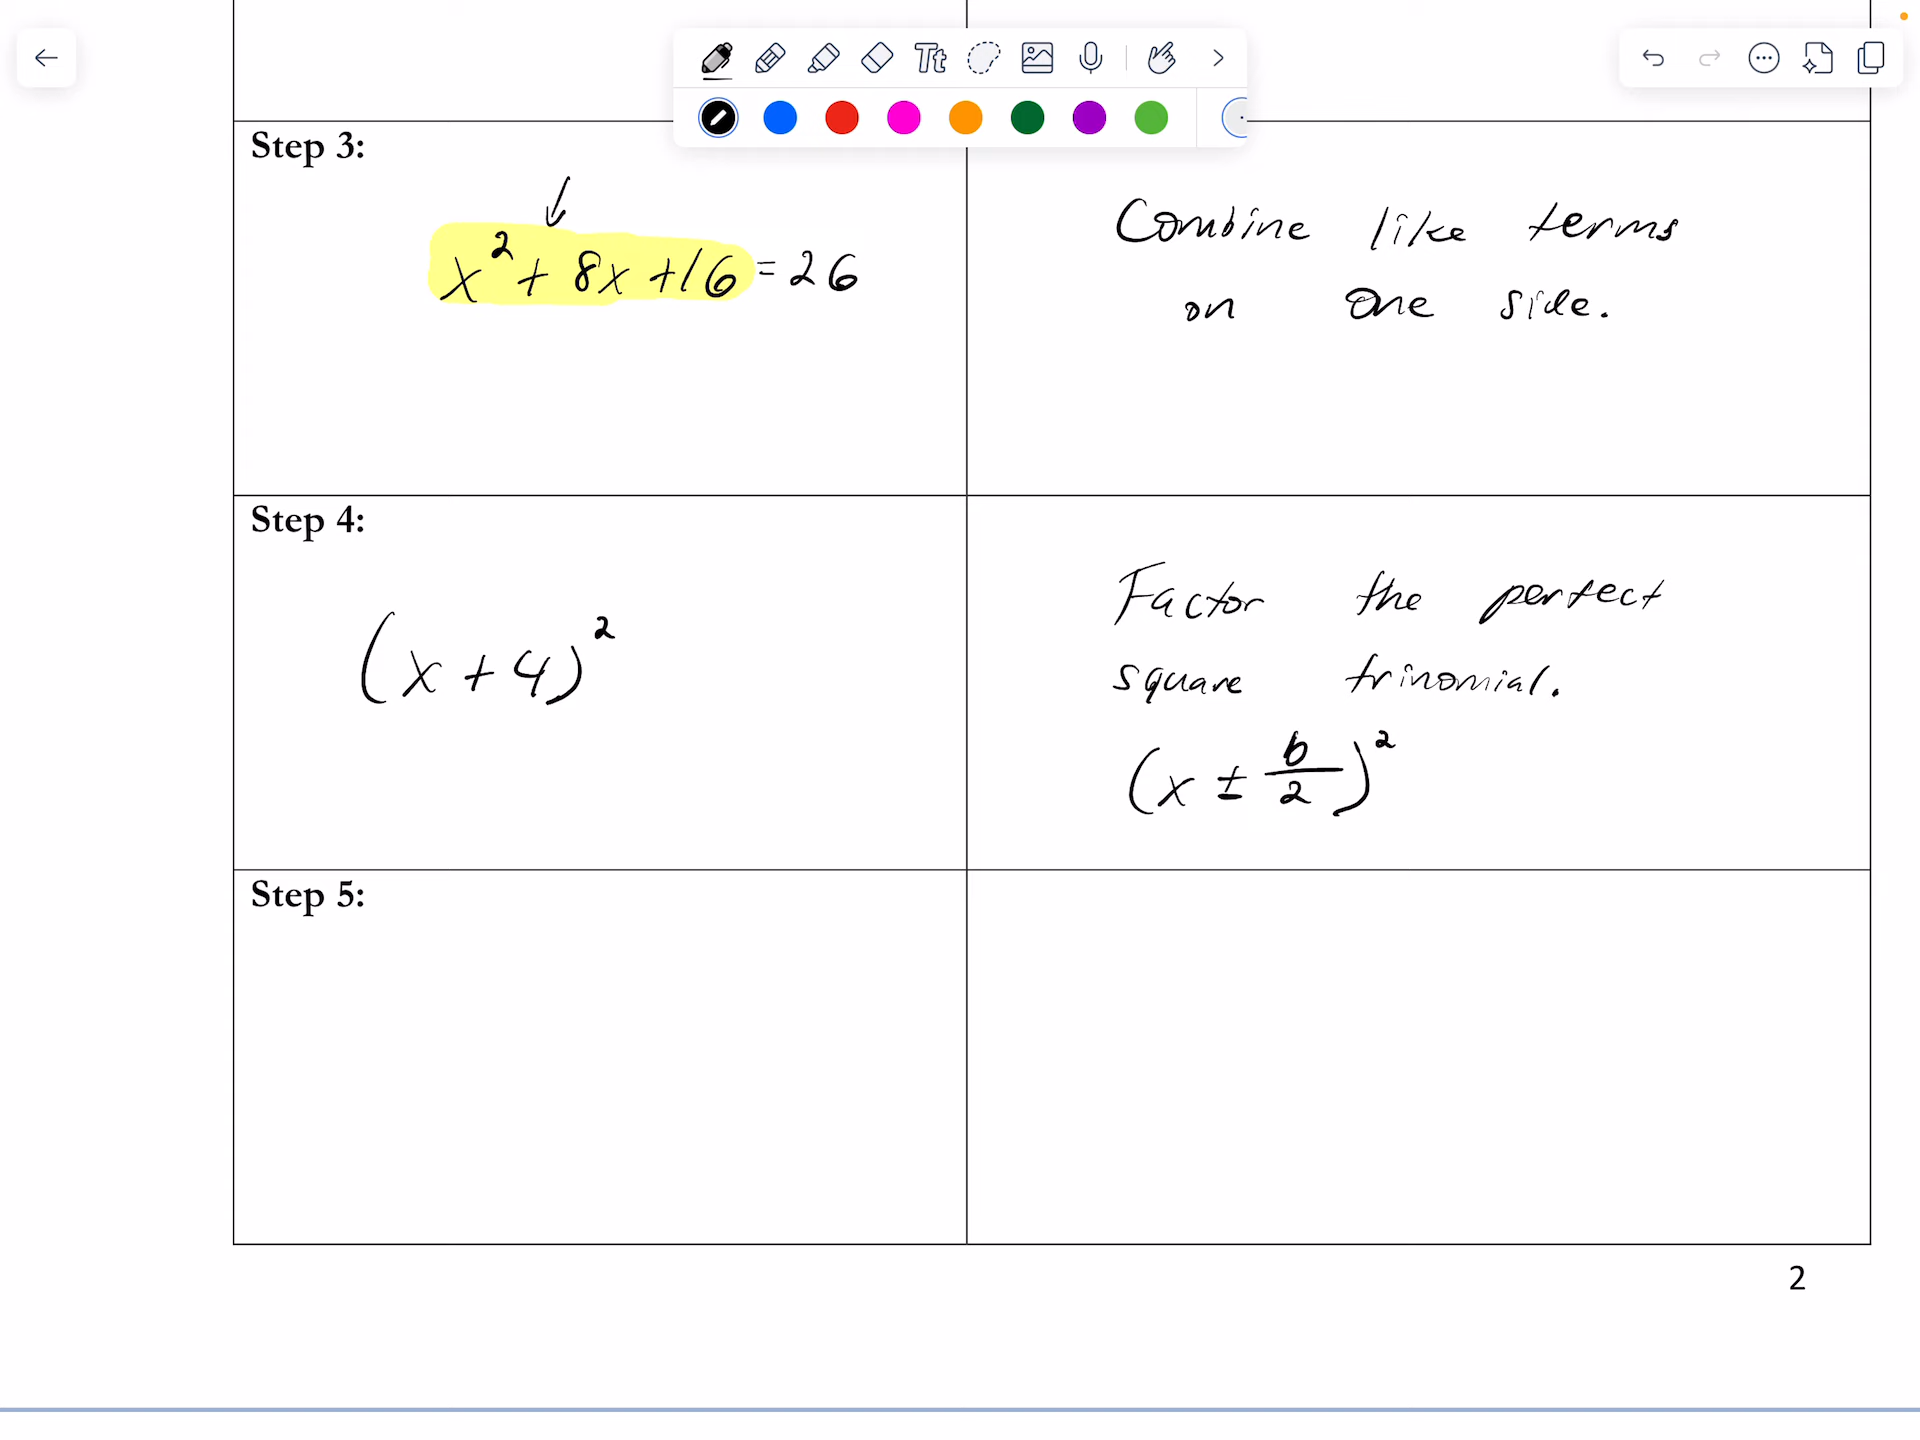 Tt
Step 3:
x² + 8x + 16 = 26
Combine like terms
on one side.
Step 4:
(x + 4)²
Factor the perfect
square trinomial.
(x ± b/2)²
Step 5:
2